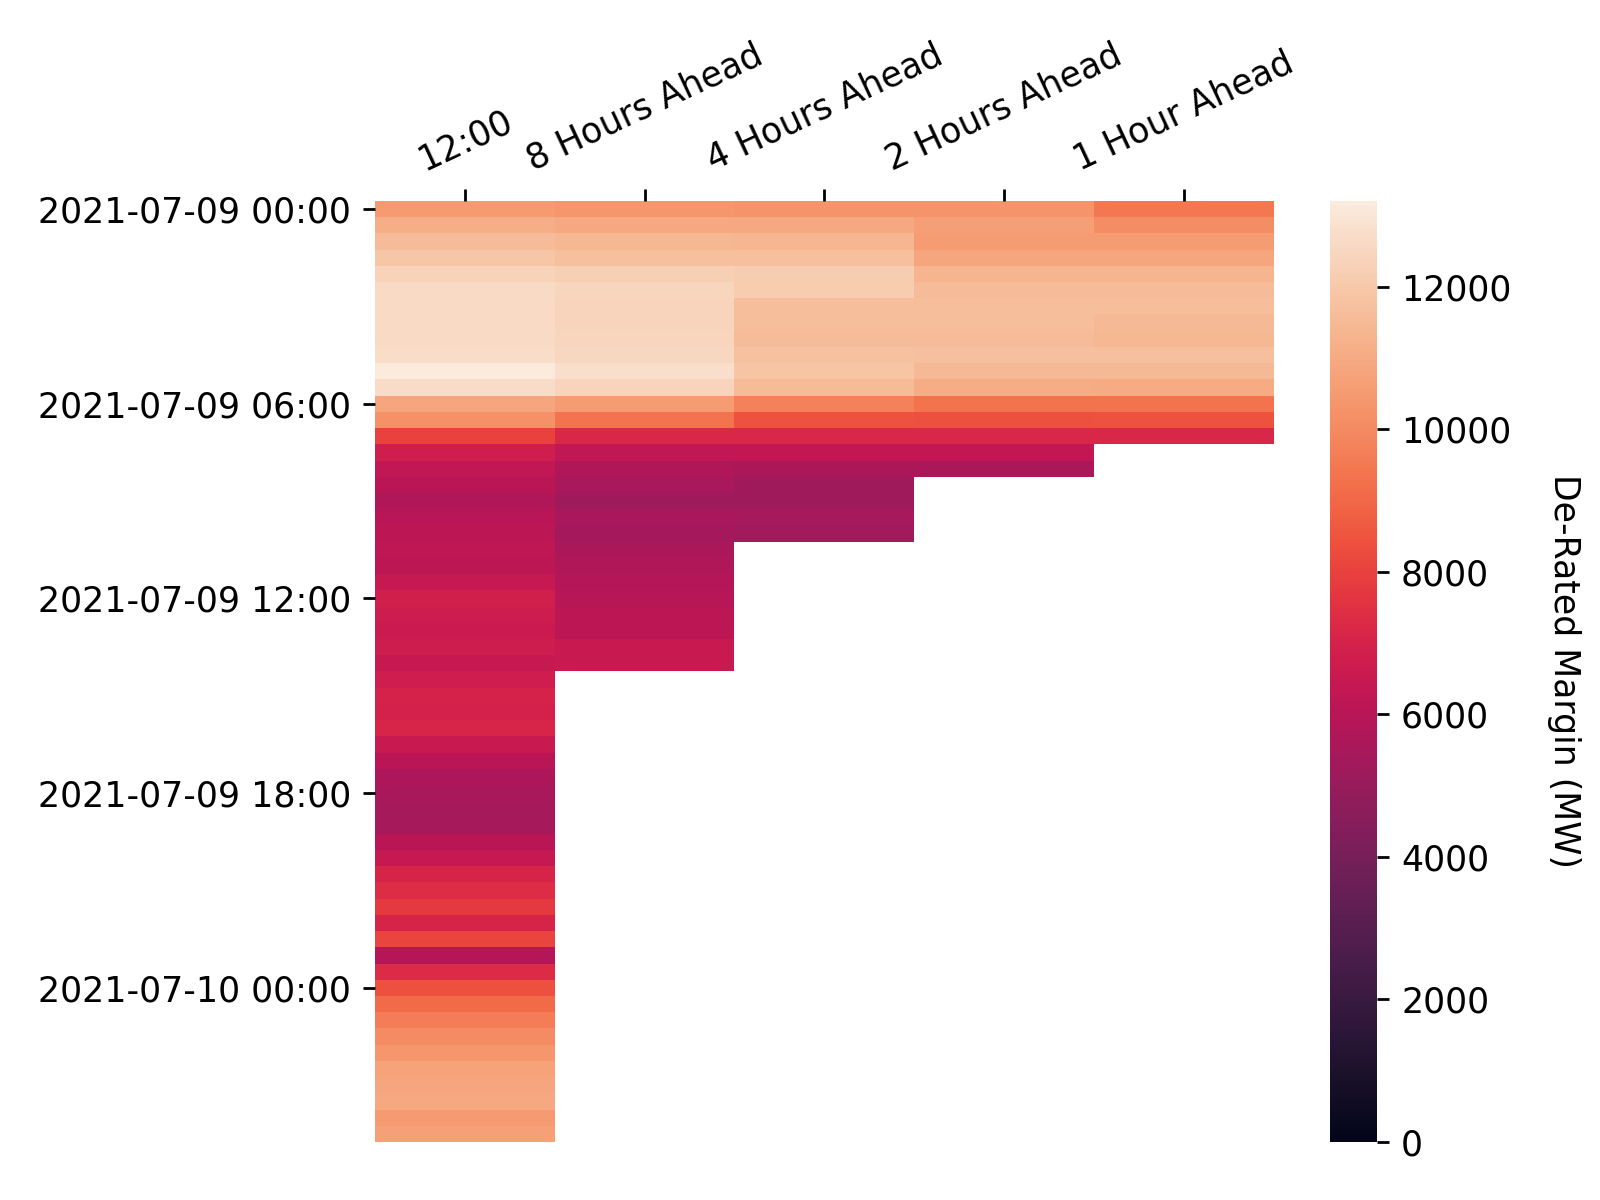 12:00
8 Hours Ahead
4 Hours Ahead
2 Hours Ahead
1 Hour Ahead
2021-07-09 00:00
2021-07-09 06:00
2021-07-09 12:00
2021-07-09 18:00
2021-07-10 00:00
12000
10000
8000
6000
4000
2000
0
De-Rated Margin (MW)